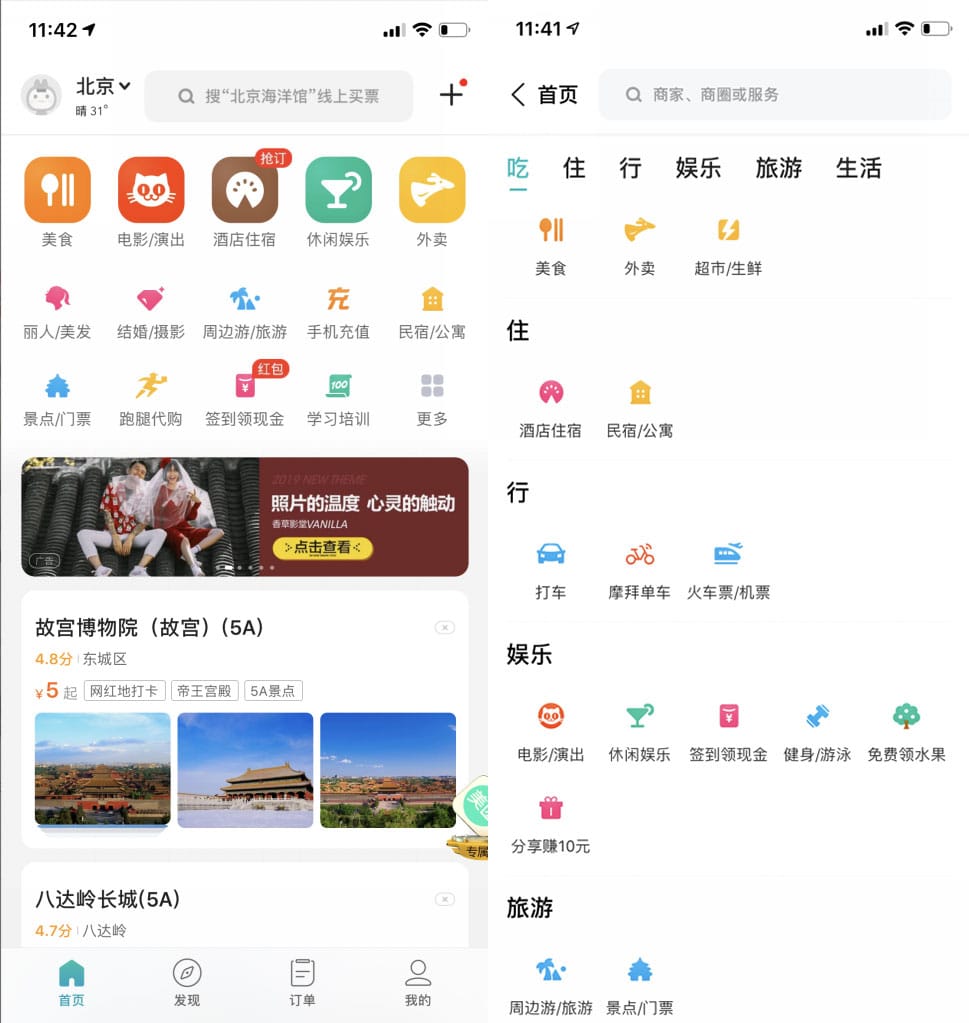 11:42
北京
晴 31°
搜“北京海洋馆”线上买票
抢订
美食 电影/演出 酒店住宿 休闲娱乐 外卖
充
丽人/美发 结婚/摄影 周边游/旅游 手机充值 民宿/公寓
红包
¥ 100
景点/门票 跑腿代购 签到领现金 学习培训 更多
2019 NEW THEME
照片的温度 心灵的触动
香草影堂VANILLA
点击查看
广告
故宫博物院（故宫）(5A)
4.8分 东城区
¥5起 网红地打卡 帝王宫殿 5A景点
专属
八达岭长城(5A)
4.7分 八达岭
首页 发现 订单 我的
11:41
首页
商家、商圈或服务
吃 住 行 娱乐 旅游 生活
美食 外卖 超市/生鲜
住
酒店住宿 民宿/公寓
行
打车 摩拜单车 火车票/机票
娱乐
¥
电影/演出 休闲娱乐 签到领现金 健身/游泳 免费领水果
分享赚10元
旅游
周边游/旅游 景点/门票